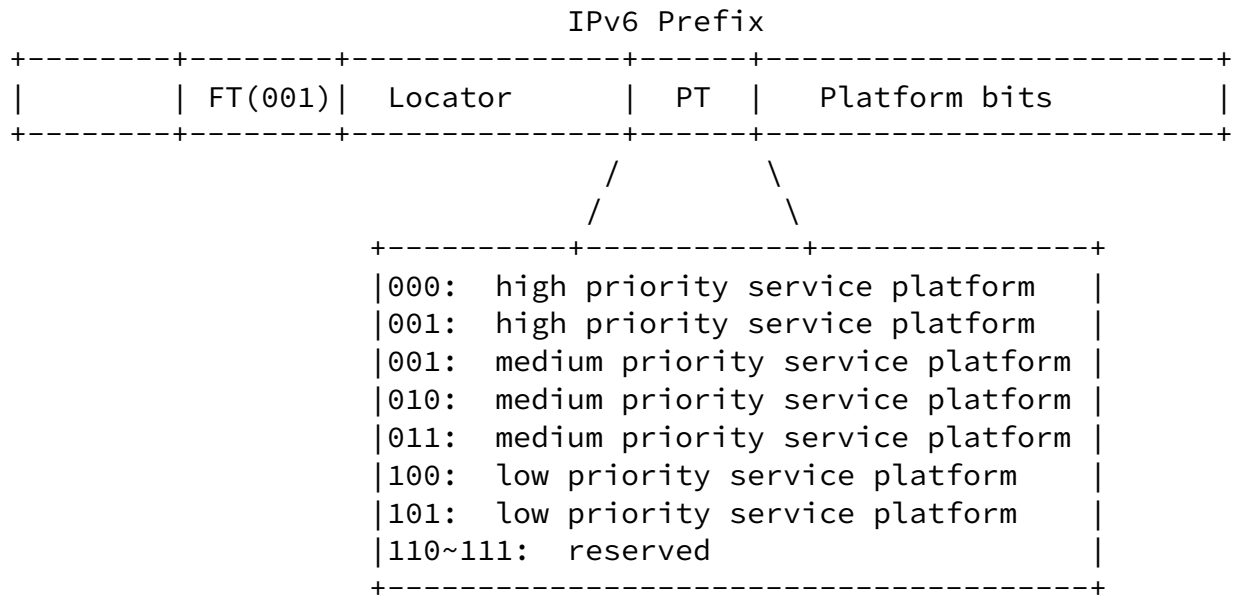 IPv6 Prefix
+--------+--------+---------------+------+-------------------------+
|        | FT(001)|  Locator      |  PT  |   Platform bits         |
+--------+--------+---------------+------+-------------------------+
/        \
/          \
+----------+------------+---------------+
|000:  high priority service platform   |
|001:  high priority service platform   |
|001:  medium priority service platform |
|010:  medium priority service platform |
|011:  medium priority service platform |
|100:  low priority service platform    |
|101:  low priority service platform    |
|110~111:  reserved                     |
+---------------------------------------+